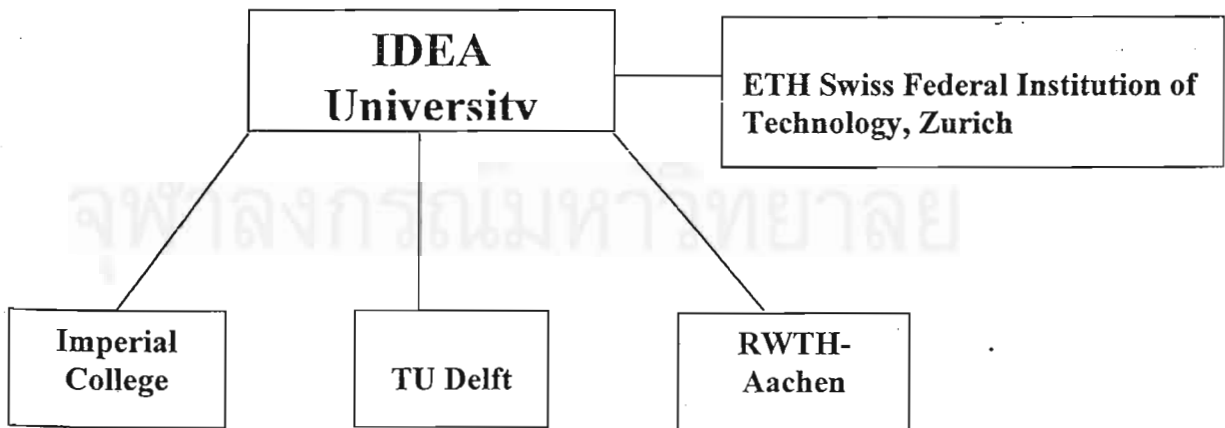 IDEA
University
ETH Swiss Federal Institution of
Technology, Zurich
จุฬาลงกรณ์มหาวิทยาลัย
Imperial
College
TU Delft
RWTH-
Aachen